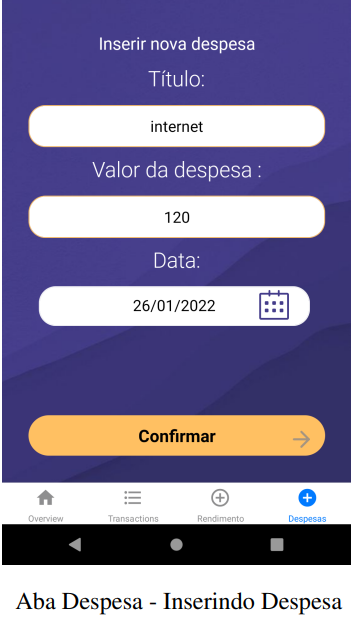 Inserir nova despesa
Título:
internet
Valor da despesa :
120
Data:
26/01/2022
Confirmar
Overview Transactions Rendimento Despesas
Aba Despesa - Inserindo Despesa